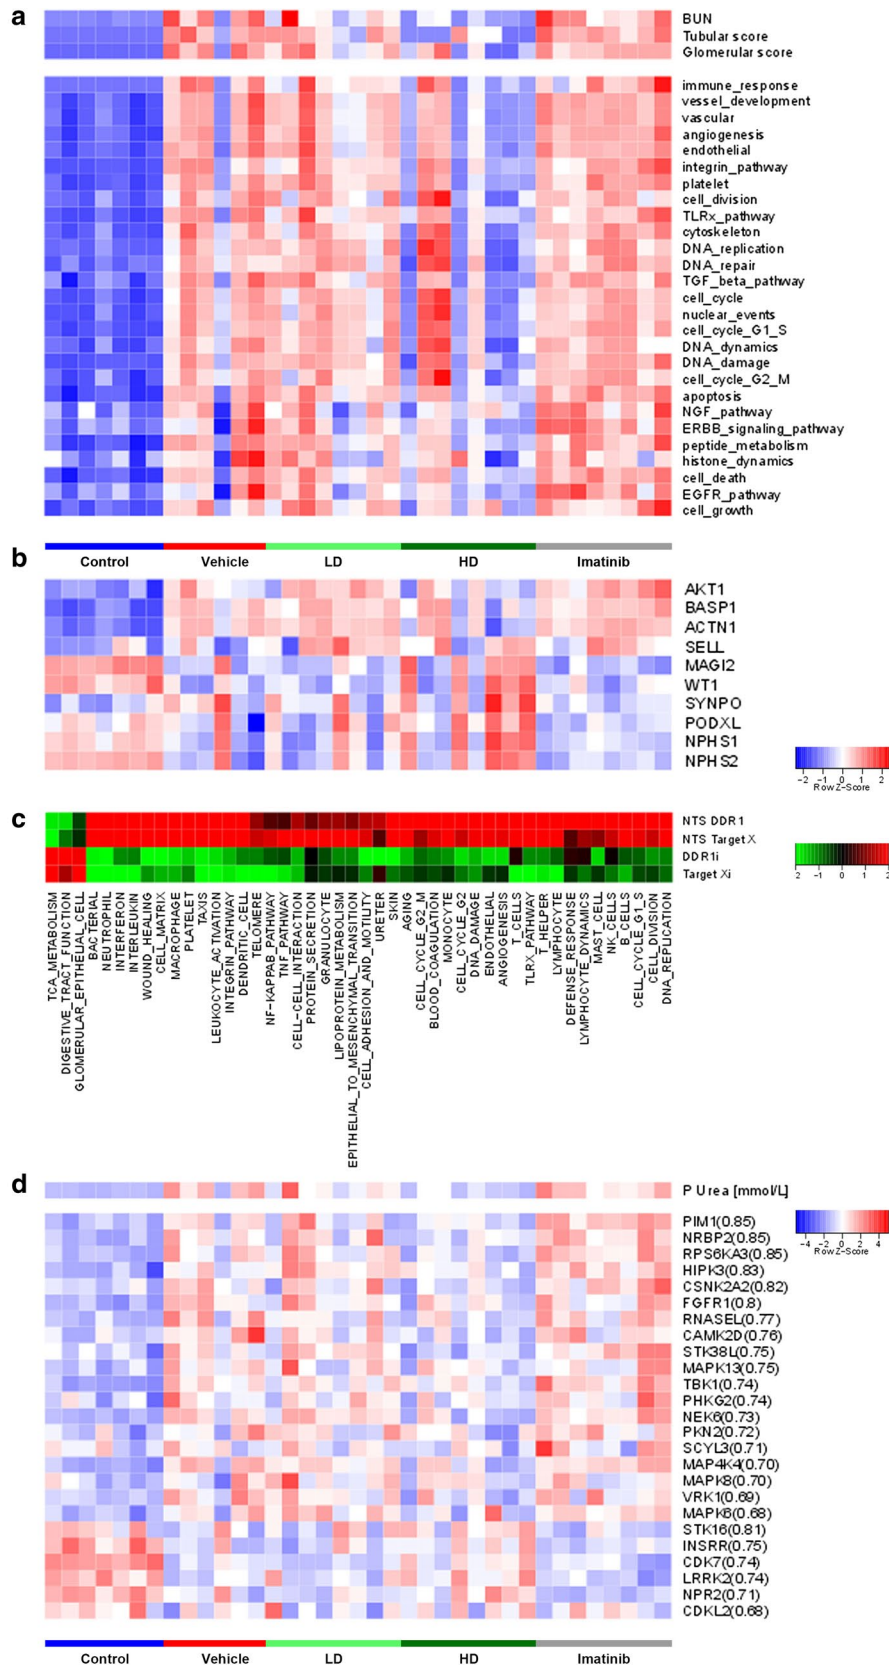 a
BUN
Tubular score
Glomerular score
immune_response
vessel_development
vascular
angiogenesis
endothelial
integrin_pathway
platelet
cell_division
TLRx_pathway
cytoskeleton
DNA_replication
DNA_repair
TGF_beta_pathway
cell_cycle
nuclear_events
cell_cycle_G1_S
DNA_dynamics
DNA_damage
cell_cycle_G2_M
apoptosis
NGF_pathway
ERBB_signaling_pathway
peptide_metabolism
histone_dynamics
cell_death
EGFR_pathway
cell_growth
Control Vehicle LD HD Imatinib
b
AKT1
BASP1
ACTN1
SELL
MAGI2
WT1
SYNPO
PODXL
NPHS1
NPHS2
−2 −1 0 1 2
Row Z-Score
c
NTS DDR1
NTS Target X
DDR1i
Target Xi
2 1 0 1 2
TCA_METABOLISM
DIGESTIVE_TRACT_FUNCTION
GLOMERULAR_EPITHELIAL_CELL
BACTERIAL
NEUTROPHIL
INTERFERON
INTERLEUKIN
WOUND_HEALING
CELL_MATRIX
MACROPHAGE
PLATELET
TAXIS
LEUKOCYTE_ACTIVATION
INTEGRIN_PATHWAY
DENDRITIC_CELL
TELOMERE
NF-KAPPAB_PATHWAY
TNF_PATHWAY
CELL-CELL_INTERACTION
PROTEIN_SECRETION
GRANULOCYTE
LIPOPROTEIN_METABOLISM
EPITHELIAL_TO_MESENCHYMAL_TRANSITION
CELL_ADHESION_AND_MOTILITY
URETER
SKIN
AGING
CELL_CYCLE_G2_M
BLOOD_COAGULATION
MONOCYTE
CELL_CYCLE_G2
DNA_DAMAGE
ENDOTHELIAL
ANGIOGENESIS
T_CELLS
TLRX_PATHWAY
T_HELPER
LYMPHOCYTE
DEFENSE_RESPONSE
LYMPHOCYTE_DYNAMICS
MAST_CELL
NK_CELLS
B_CELLS
CELL_CYCLE_G1_S
CELL_DIVISION
DNA_REPLICATION
d
P Urea [mmol/L]
PIM1(0.85)
NRBP2(0.85)
RPS6KA3(0.85)
HIPK3(0.83)
CSNK2A2(0.82)
FGFR1(0.8)
RNASEL(0.77)
CAMK2D(0.76)
STK38L(0.75)
MAPK13(0.75)
TBK1(0.74)
PHKG2(0.74)
NEK6(0.73)
PKN2(0.72)
SCYL3(0.71)
MAP4K4(0.70)
MAPK8(0.70)
VRK1(0.69)
MAPK6(0.68)
STK16(0.81)
INSRR(0.75)
CDK7(0.74)
LRRK2(0.74)
NPR2(0.71)
CDKL2(0.68)
−4 −2 0 2 4
Row Z-Score
Control Vehicle LD HD Imatinib